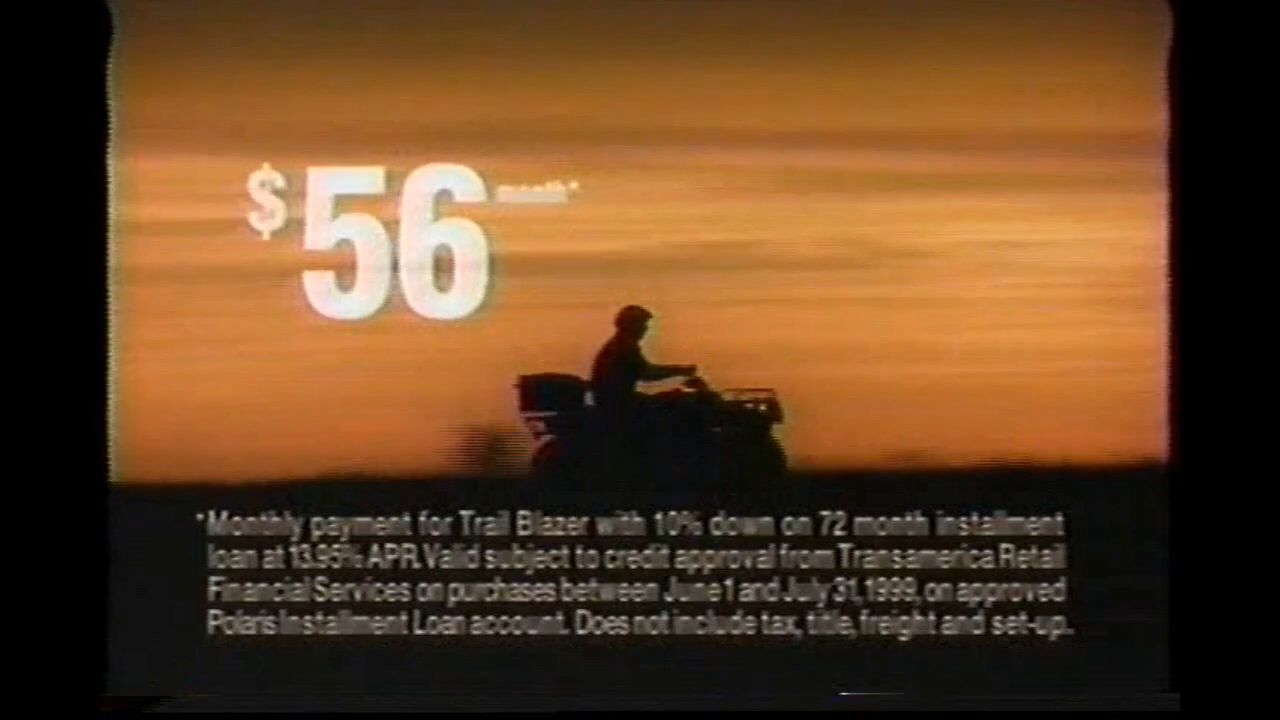 $56 month*
*Monthly payment for Trail Blazer with 10% down on 72 month installment
loan at 13.95% APR. Valid subject to credit approval from Transamerica Retail
Financial Services on purchases between June 1 and July 31, 1999, on approved
Polaris Installment Loan account. Does not include tax, title, freight and set-up.